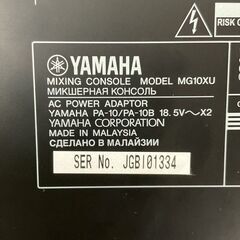 RISK
YAMAHA
MIXING CONSOLE MODEL MG10XU
МИКШЕРНАЯ КОНСОЛЬ
AC POWER ADAPTOR
YAMAHA PA-10/PA-10B 18.5V～X2
YAMAHA CORPORATION
MADE IN MALAYSIA
СДЕЛАНО В МАЛАЙЗИИ
SER No. JGBI01334